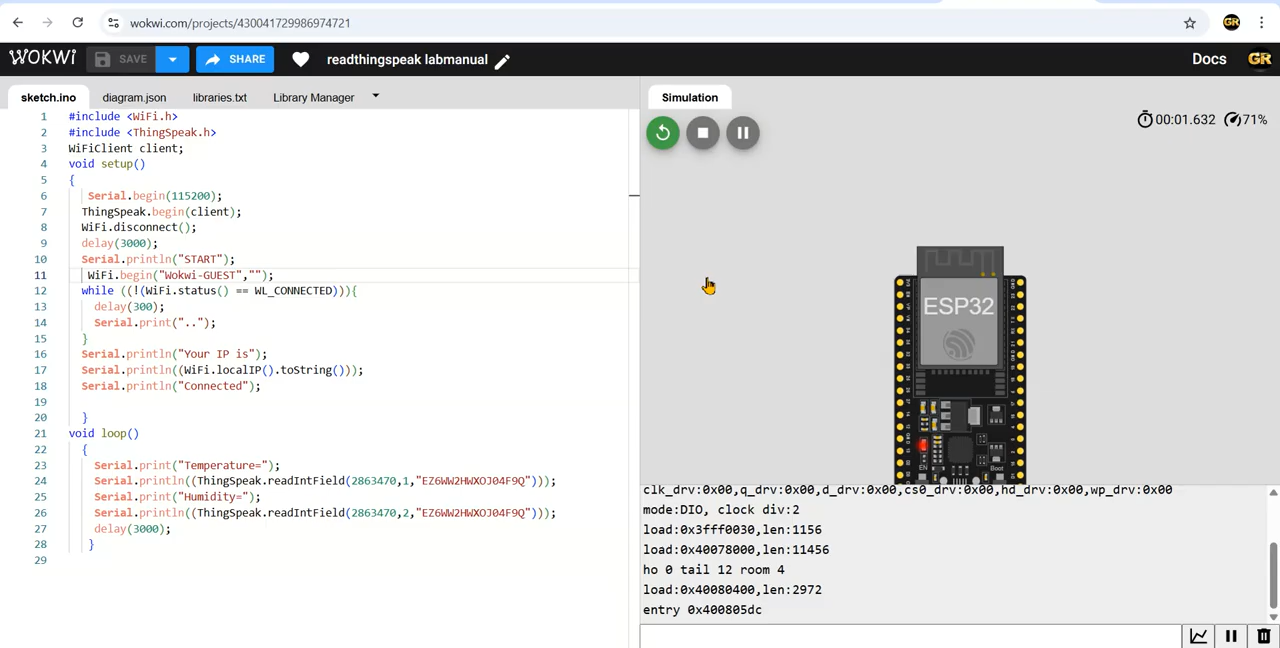 wokwi.com/projects/430041729986974721
GR
WOKWI SAVE SHARE readthingspeak labmanual Docs GR
sketch.ino diagram.json libraries.txt Library Manager
1 #include <WiFi.h>
2 #include <ThingSpeak.h>
3 WiFiClient client;
4 void setup()
5 {
6 Serial.begin(115200);
7 ThingSpeak.begin(client);
8 WiFi.disconnect();
9 delay(3000);
10 Serial.println("START");
11 WiFi.begin("Wokwi-GUEST","");
12 while ((!(WiFi.status() == WL_CONNECTED))){
13 delay(300);
14 Serial.print("..");
15 }
16 Serial.println("Your IP is");
17 Serial.println((WiFi.localIP().toString()));
18 Serial.println("Connected");
19
20 }
21 void loop()
22 {
23 Serial.print("Temperature=");
24 Serial.println((ThingSpeak.readIntField(2863470,1,"EZ6WW2HWXOJ04F9Q")));
25 Serial.print("Humidity=");
26 Serial.println((ThingSpeak.readIntField(2863470,2,"EZ6WW2HWXOJ04F9Q")));
27 delay(3000);
28 }
29
Simulation
00:01.632 71%
ESP32
EN Boot
clk_drv:0x00,q_drv:0x00,d_drv:0x00,cs0_drv:0x00,hd_drv:0x00,wp_drv:0x00
mode:DIO, clock div:2
load:0x3fff0030,len:1156
load:0x40078000,len:11456
ho 0 tail 12 room 4
load:0x40080400,len:2972
entry 0x400805dc